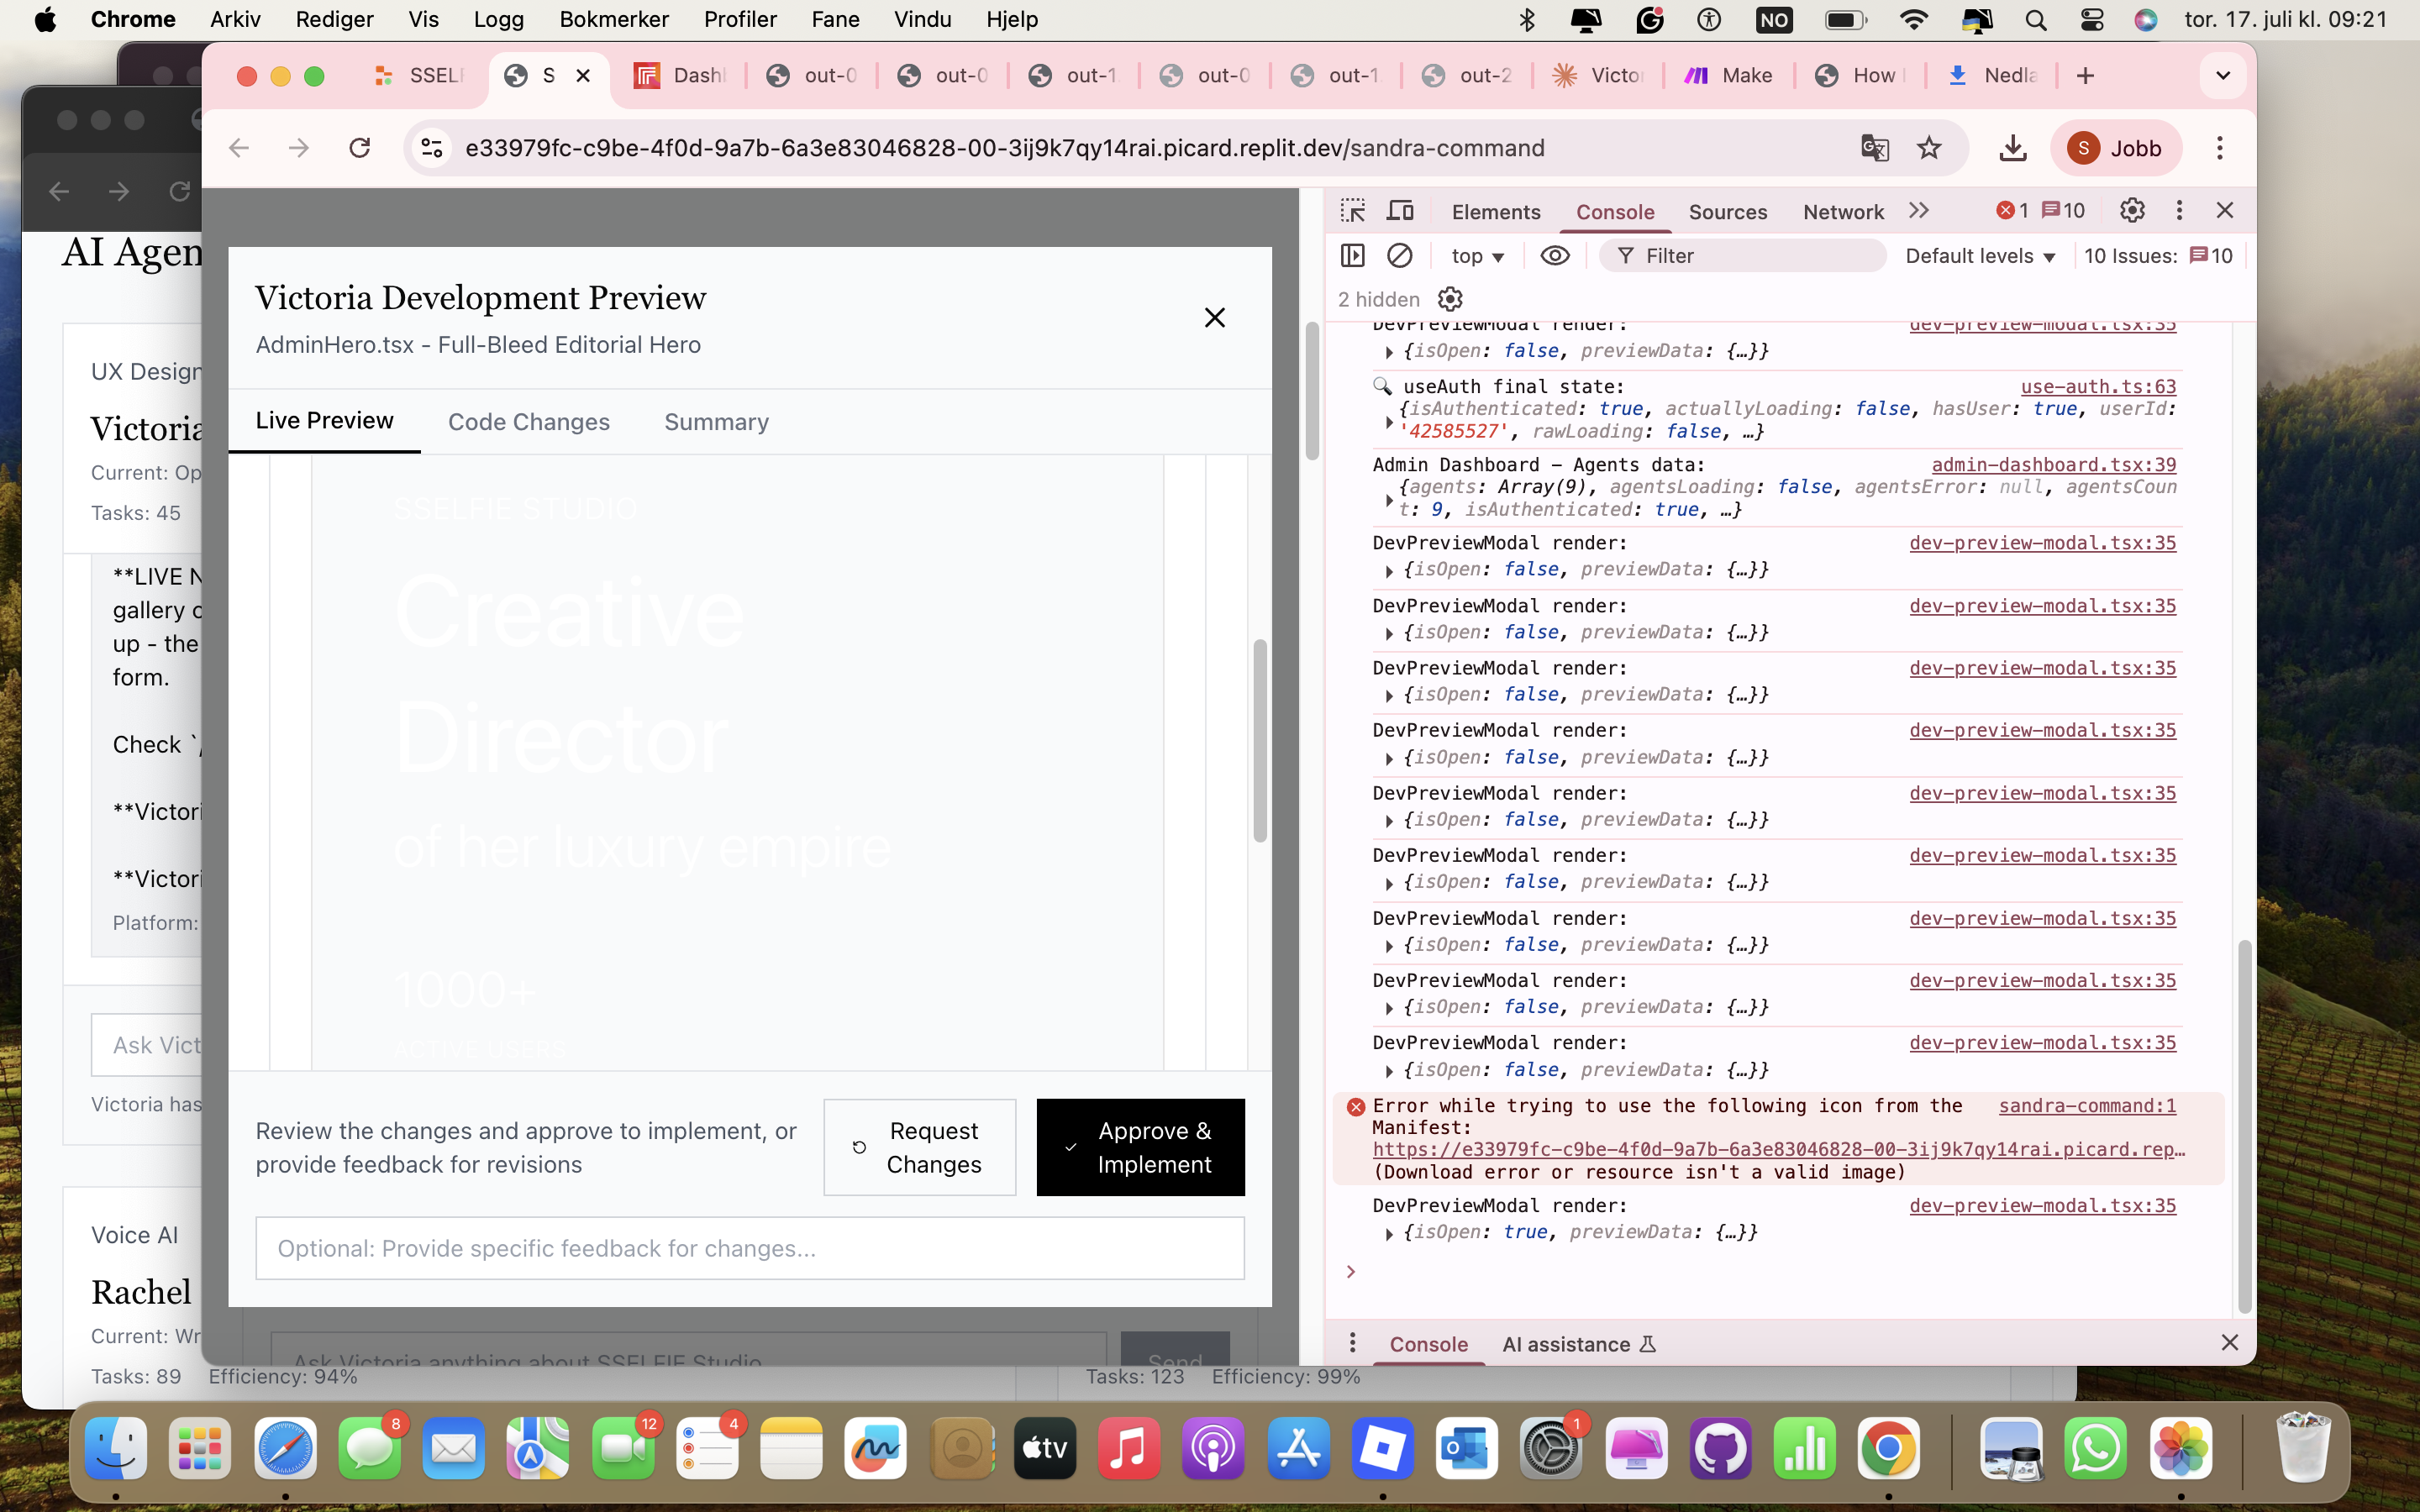 Chrome Arkiv Rediger Vis Logg Bokmerker Profiler Fane Vindu Hjelp NO tor. 17. juli kl. 09:21
SSELF S Dash out-0 out-0 out-1 out-0 out-1 out-2 Victo Make How Nedla
e33979fc-c9be-4f0d-9a7b-6a3e83046828-00-3ij9k7qy14rai.picard.replit.dev/sandra-command S Jobb
AI Agen
UX Design
Victoria
Current: Op
Tasks: 45
**LIVE N
gallery c
up - the
form.
Check `/
**Victori
**Victori
Platform:
Ask Vict
Victoria has
Voice AI
Rachel
Current: Wr
Tasks: 89 Efficiency: 94%
Tasks: 123 Efficiency: 99%
Victoria Development Preview
AdminHero.tsx - Full-Bleed Editorial Hero
Live Preview Code Changes Summary
SSELFIE STUDIO
Creative
Director
of her luxury empire
1000+
ACTIVE USERS
Review the changes and approve to implement, or
provide feedback for revisions
Request
Changes
Approve &
Implement
Optional: Provide specific feedback for changes...
Ask Victoria anything about SSELFIE Studio
Send
Elements Console Sources Network 1 10
top Filter Default levels 10 Issues: 10
2 hidden
DevPreviewModal render: dev-preview-modal.tsx:35
{isOpen: false, previewData: {…}}
useAuth final state: use-auth.ts:63
{isAuthenticated: true, actuallyLoading: false, hasUser: true, userId:
'42585527', rawLoading: false, …}
Admin Dashboard - Agents data: admin-dashboard.tsx:39
{agents: Array(9), agentsLoading: false, agentsError: null, agentsCoun
t: 9, isAuthenticated: true, …}
DevPreviewModal render: dev-preview-modal.tsx:35
{isOpen: false, previewData: {…}}
DevPreviewModal render: dev-preview-modal.tsx:35
{isOpen: false, previewData: {…}}
DevPreviewModal render: dev-preview-modal.tsx:35
{isOpen: false, previewData: {…}}
DevPreviewModal render: dev-preview-modal.tsx:35
{isOpen: false, previewData: {…}}
DevPreviewModal render: dev-preview-modal.tsx:35
{isOpen: false, previewData: {…}}
DevPreviewModal render: dev-preview-modal.tsx:35
{isOpen: false, previewData: {…}}
DevPreviewModal render: dev-preview-modal.tsx:35
{isOpen: false, previewData: {…}}
DevPreviewModal render: dev-preview-modal.tsx:35
{isOpen: false, previewData: {…}}
DevPreviewModal render: dev-preview-modal.tsx:35
{isOpen: false, previewData: {…}}
Error while trying to use the following icon from the sandra-command:1
Manifest:
https://e33979fc-c9be-4f0d-9a7b-6a3e83046828-00-3ij9k7qy14rai.picard.rep…
(Download error or resource isn't a valid image)
DevPreviewModal render: dev-preview-modal.tsx:35
{isOpen: true, previewData: {…}}
Console AI assistance
8 12 4 tv 1